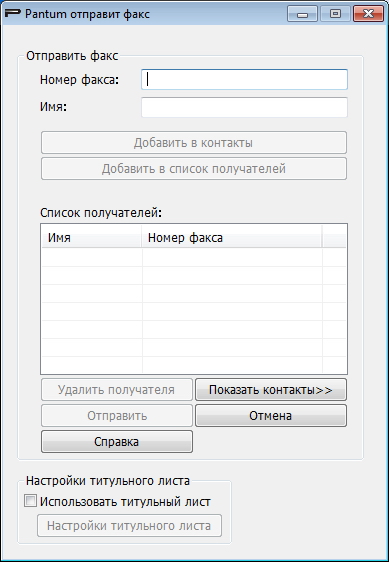 Pantum отправит факс
Отправить факс
Номер факса:
Имя:
Добавить в контакты
Добавить в список получателей
Список получателей:
Имя Номер факса
Удалить получателя Показать контакты>>
Отправить Отмена
Справка
Настройки титульного листа
Использовать титульный лист
Настройки титульного листа